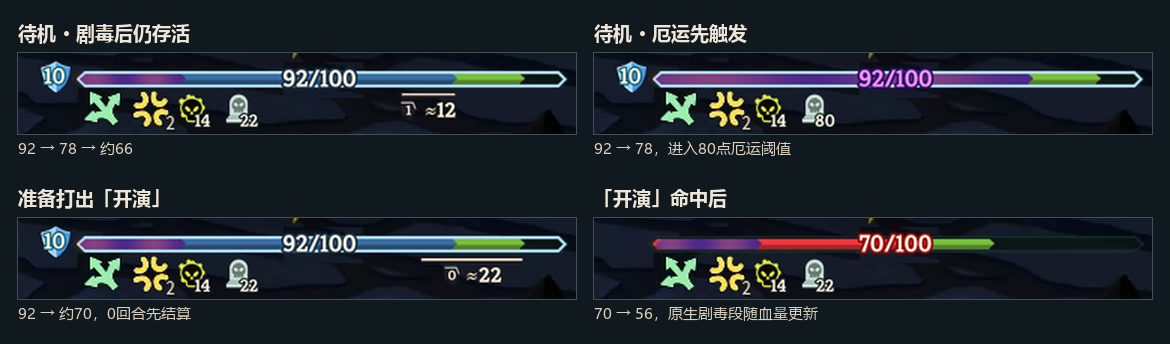 待机·剧毒后仍存活
10
92/100
2
14
22
1 ≈12
92 → 78 → 约66
待机·厄运先触发
10
92/100
2
14
80
92 → 78，进入80点厄运阈值
准备打出「开演」
10
92/100
2
14
22
0 ≈22
92 → 约70，0回合先结算
「开演」命中后
70/100
2
14
22
70 → 56，原生剧毒段随血量更新